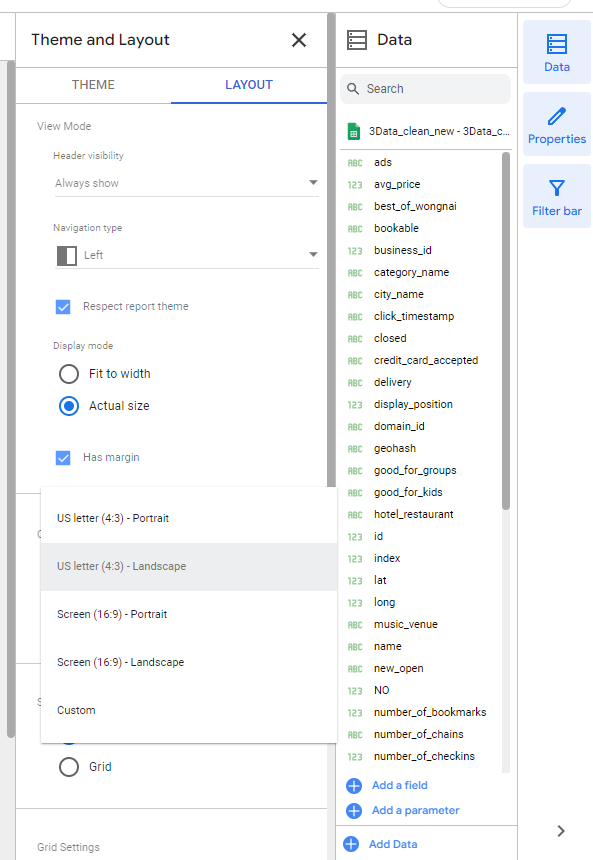 Theme and Layout
THEME
LAYOUT
View Mode
Header visibility
Always show
Navigation type
Left
Respect report theme
Display mode
Fit to width
Actual size
Has margin
US letter (4:3) - Portrait
US letter (4:3) - Landscape
Screen (16:9) - Portrait
Screen (16:9) - Landscape
Custom
Grid
Grid Settings
Data
Search
3Data_clean_new - 3Data_c...
ABC ads
123 avg_price
ABC best_of_wongnai
ABC bookable
123 business_id
ABC category_name
ABC city_name
ABC click_timestamp
ABC closed
ABC credit_card_accepted
ABC delivery
123 display_position
ABC domain_id
ABC geohash
ABC good_for_groups
ABC good_for_kids
ABC hotel_restaurant
123 id
123 index
123 lat
123 long
ABC music_venue
ABC name
ABC new_open
123 NO
123 number_of_bookmarks
123 number_of_chains
123 number_of_checkins
Add a field
Add a parameter
Add Data
Data
Properties
Filter bar